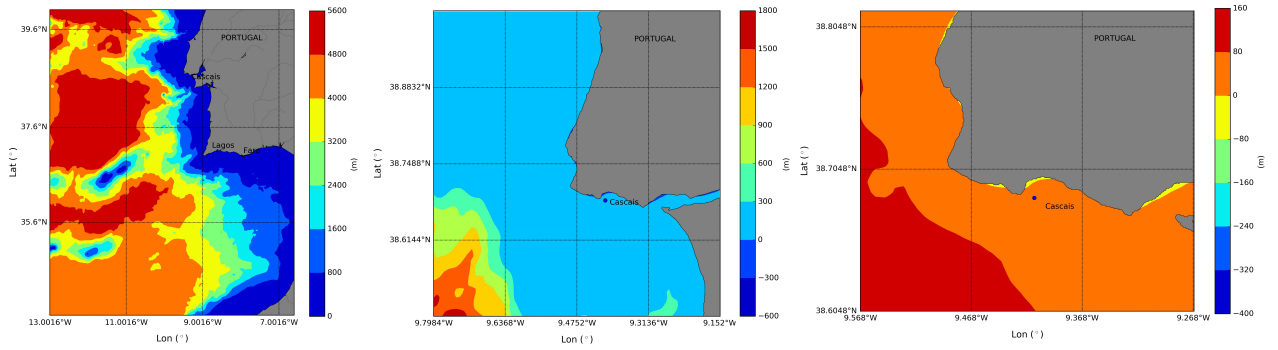 39.6°N
37.6°N
35.6°N
Lat (°)
13.0016°W
11.0016°W
9.0016°W
7.0016°W
Lon (°)
PORTUGAL
Cascais
Lagos
5600
4800
4000
3200
2400
1600
800
0
(m)
38.8832°N
38.7488°N
38.6144°N
Lat (°)
9.7984°W
9.6368°W
9.4752°W
9.3136°W
9.152°W
Lon (°)
PORTUGAL
Cascais
1800
1500
1200
900
600
300
0
−300
−600
(m)
38.8048°N
38.7048°N
38.6048°N
Lat (°)
9.568°W
9.468°W
9.368°W
9.268°W
Lon (°)
PORTUGAL
Cascais
160
80
0
−80
−160
−240
−320
−400
(m)